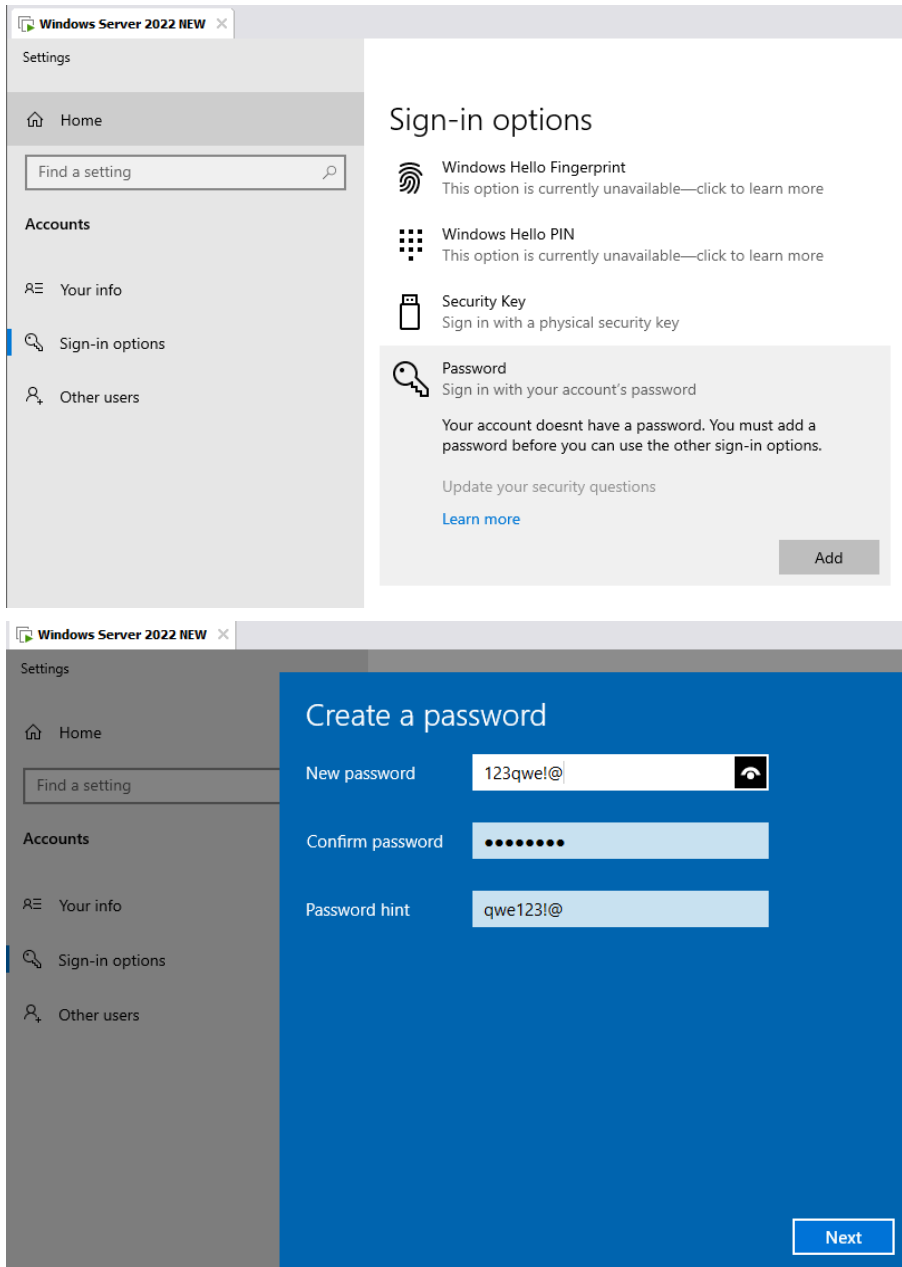 Windows Server 2022 NEW
Settings
Home
Find a setting
Accounts
Your info
Sign-in options
Other users
Sign-in options
Windows Hello Fingerprint
This option is currently unavailable—click to learn more
Windows Hello PIN
This option is currently unavailable—click to learn more
Security Key
Sign in with a physical security key
Password
Sign in with your account's password
Your account doesnt have a password. You must add a
password before you can use the other sign-in options.
Update your security questions
Learn more
Add
Windows Server 2022 NEW
Settings
Home
Find a setting
Accounts
Your info
Sign-in options
Other users
Create a password
New password 123qwe!@
Confirm password ●●●●●●●●
Password hint qwe123!@
Next